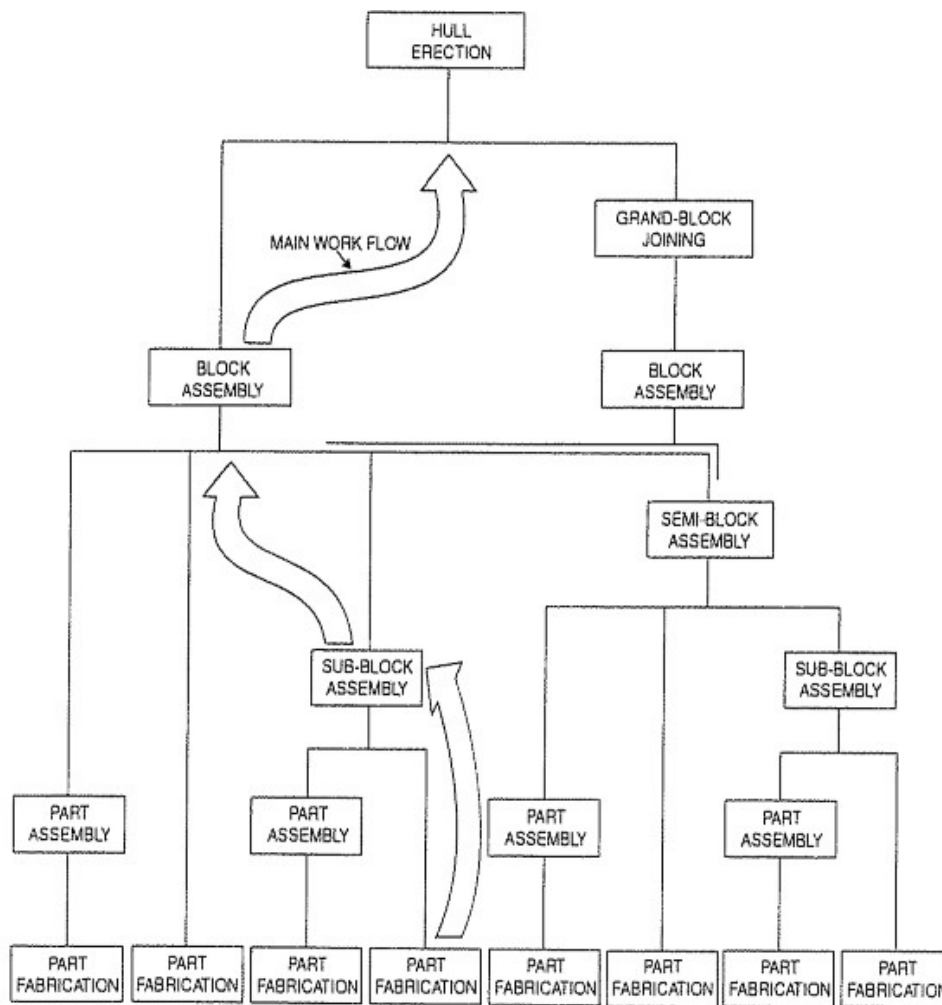 HULL
ERECTION
GRAND-BLOCK
JOINING
MAIN WORK FLOW
BLOCK
ASSEMBLY
BLOCK
ASSEMBLY
SEMI-BLOCK
ASSEMBLY
SUB-BLOCK
ASSEMBLY
SUB-BLOCK
ASSEMBLY
PART
ASSEMBLY
PART
ASSEMBLY
PART
ASSEMBLY
PART
ASSEMBLY
PART
FABRICATION
PART
FABRICATION
PART
FABRICATION
PART
FABRICATION
PART
FABRICATION
PART
FABRICATION
PART
FABRICATION
PART
FABRICATION